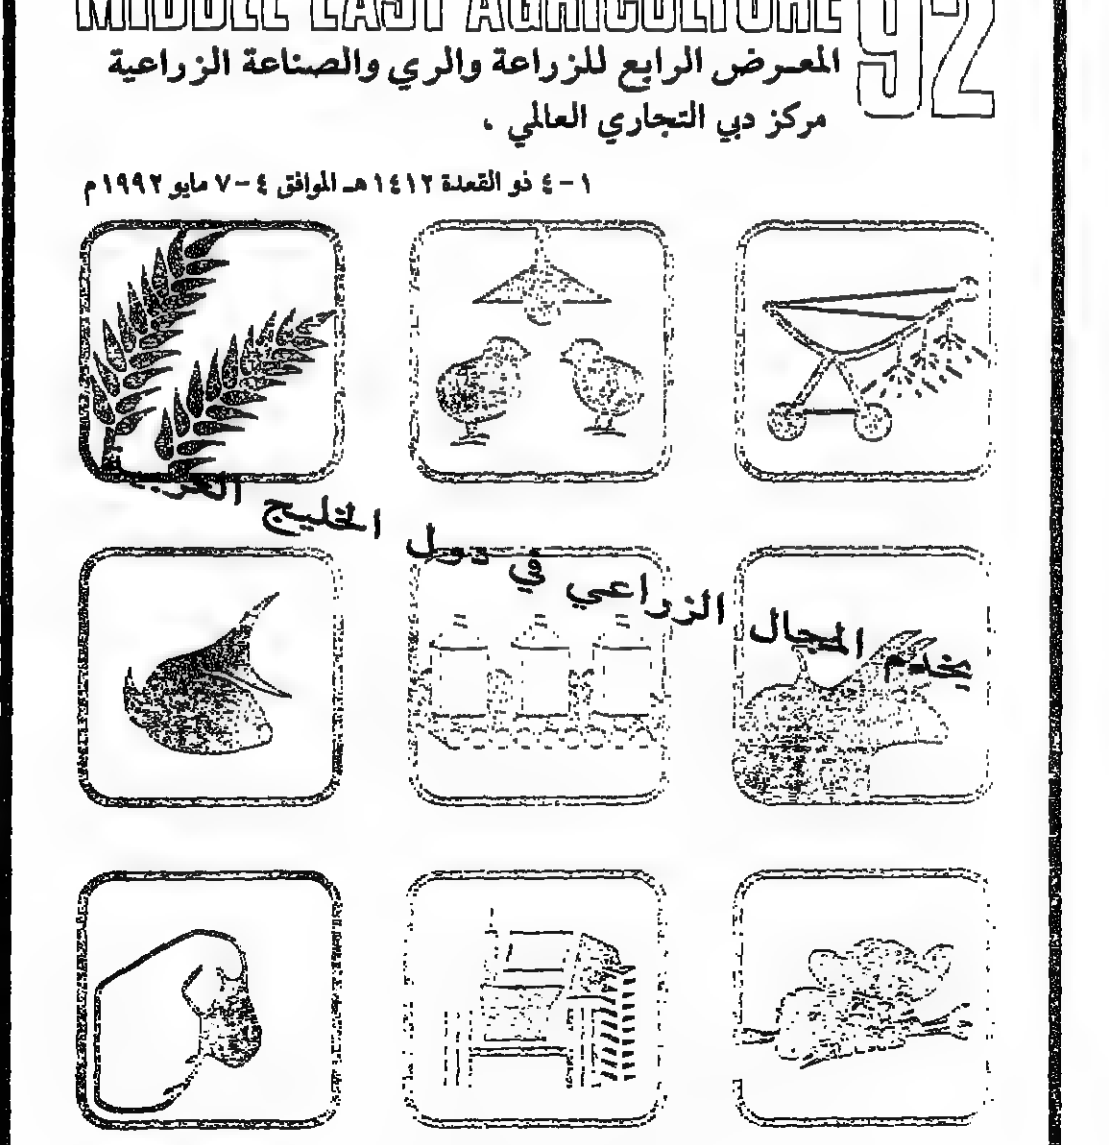 MIDDLE EAST AGRICULTURE 92
المعرض الرابع للزراعة والري والصناعة الزراعية
مركز دبي التجاري العالمي ،
١ - ٤ ذو القعدة ١٤١٢ هـ الموافق ٤ - ٧ مايو ١٩٩٢ م
يخدم المجال الزراعي في دول الخليج